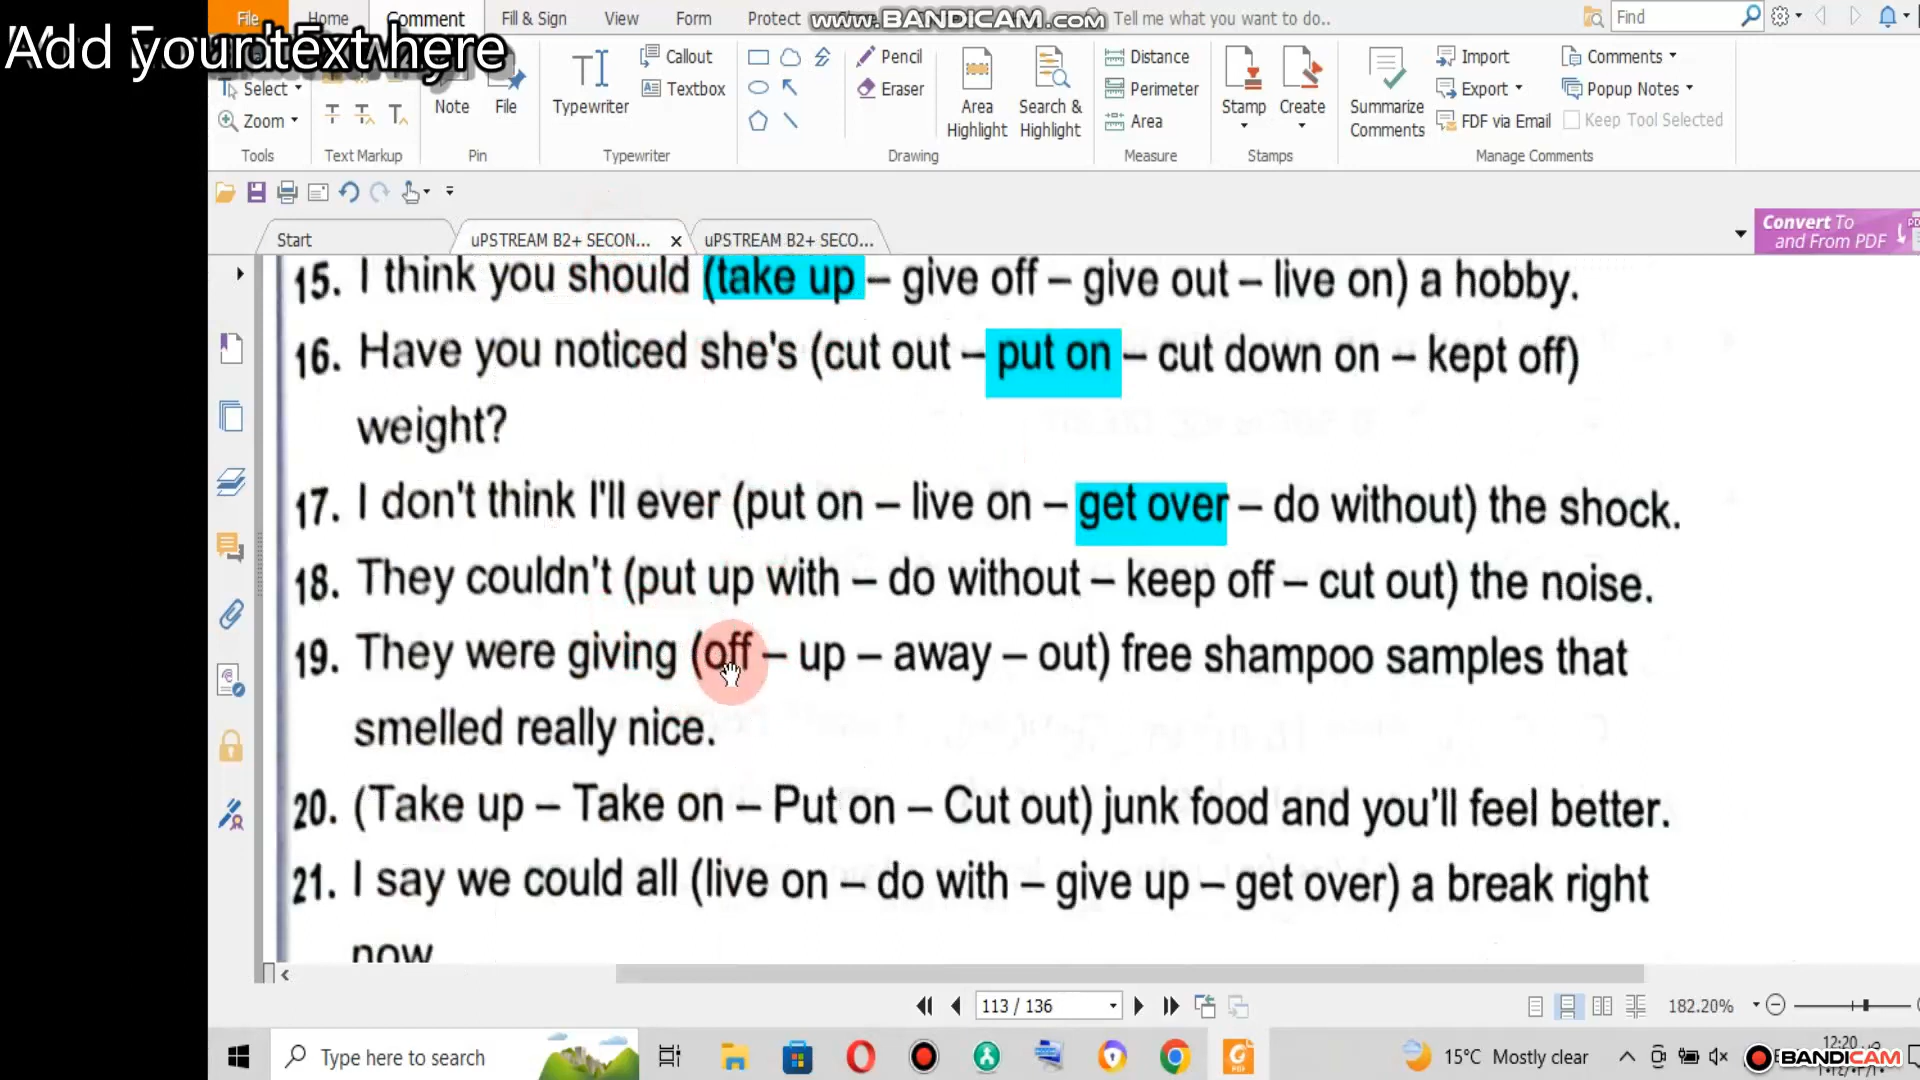 File Home Comment Fill & Sign View Form Protect www.BANDICAM.com Tell me what you want to do.. Find
Add your text here
Select Zoom Note File Typewriter Callout Textbox Pencil Eraser Area Highlight Search & Highlight Distance Perimeter Area Stamp Create Summarize Comments Import Export FDF via Email Comments Popup Notes Keep Tool Selected
Tools Text Markup Pin Typewriter Drawing Measure Stamps Manage Comments
Start uPSTREAM B2+ SECON... uPSTREAM B2+ SECO... Convert To and From PDF
15. I think you should (take up – give off – give out – live on) a hobby.
16. Have you noticed she's (cut out – put on – cut down on – kept off)
weight?
17. I don't think I'll ever (put on – live on – get over – do without) the shock.
18. They couldn't (put up with – do without – keep off – cut out) the noise.
19. They were giving (off – up – away – out) free shampoo samples that
smelled really nice.
20. (Take up – Take on – Put on – Cut out) junk food and you'll feel better.
21. I say we could all (live on – do with – give up – get over) a break right
now
113 / 136 182.20%
Type here to search 15°C Mostly clear 12:20 BANDICAM